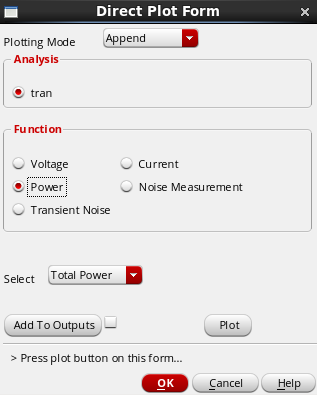 Direct Plot Form
Plotting Mode Append
Analysis
tran
Function
Voltage Current
Power Noise Measurement
Transient Noise
Select Total Power
Add To Outputs Plot
> Press plot button on this form...
OK Cancel Help